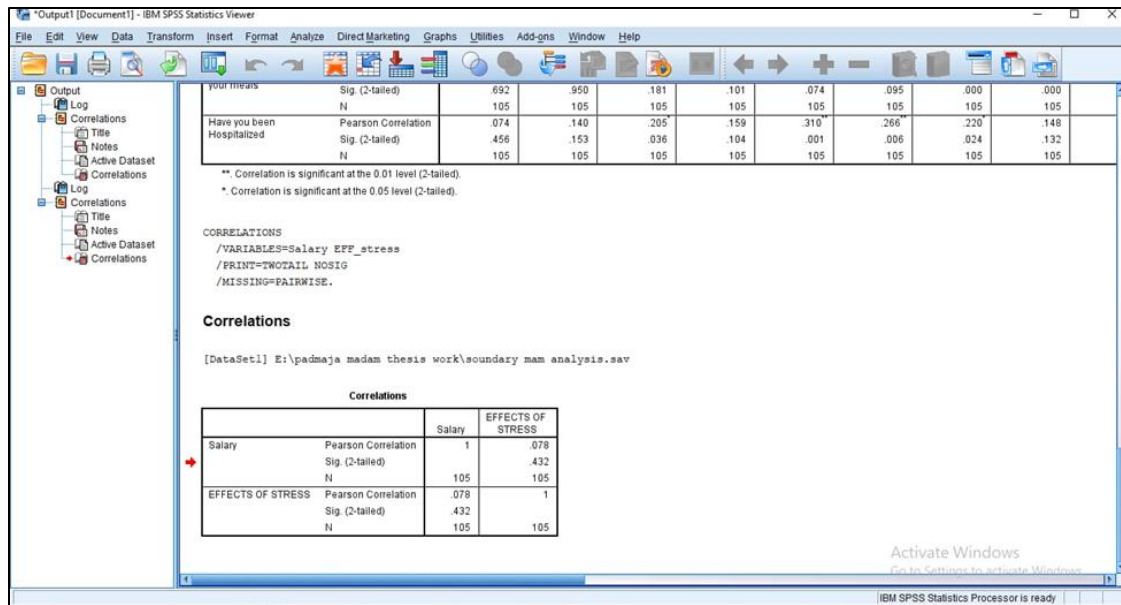 *Output1 [Document1] - IBM SPSS Statistics Viewer
File Edit View Data Transform Insert Format Analyze Direct Marketing Graphs Utilities Add-ons Window Help
Output
Log
Correlations
Title
Notes
Active Dataset
Correlations
Log
Correlations
Title
Notes
Active Dataset
Correlations
your meals Sig. (2-tailed) .692 .950 .181 .101 .074 .095 .000 .000
N 105 105 105 105 105 105 105 105
Have you been Hospitalized Pearson Correlation .074 .140 .205* .159 .310** .266** .220* .148
Sig. (2-tailed) .456 .153 .036 .104 .001 .006 .024 .132
N 105 105 105 105 105 105 105 105
**. Correlation is significant at the 0.01 level (2-tailed).
*. Correlation is significant at the 0.05 level (2-tailed).
CORRELATIONS
/VARIABLES=Salary EFF_stress
/PRINT=TWOTAIL NOSIG
/MISSING=PAIRWISE.
Correlations
[DataSet1] E:\padmaja madam thesis work\soundary mam analysis.sav
Correlations
Salary EFFECTS OF STRESS
Salary Pearson Correlation 1 .078
Sig. (2-tailed) .432
N 105 105
EFFECTS OF STRESS Pearson Correlation .078 1
Sig. (2-tailed) .432
N 105 105
Activate Windows
Go to Settings to activate Windows.
IBM SPSS Statistics Processor is ready